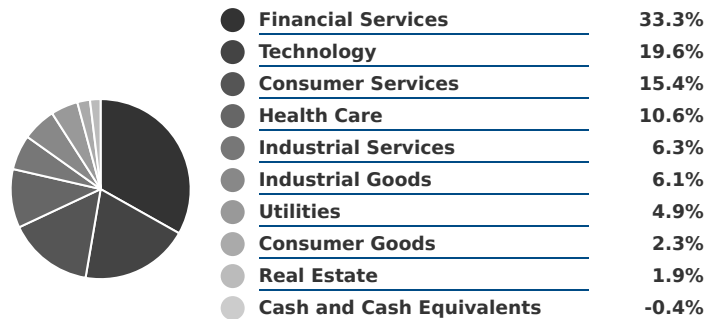 Financial Services 33.3%
Technology 19.6%
Consumer Services 15.4%
Health Care 10.6%
Industrial Services 6.3%
Industrial Goods 6.1%
Utilities 4.9%
Consumer Goods 2.3%
Real Estate 1.9%
Cash and Cash Equivalents -0.4%